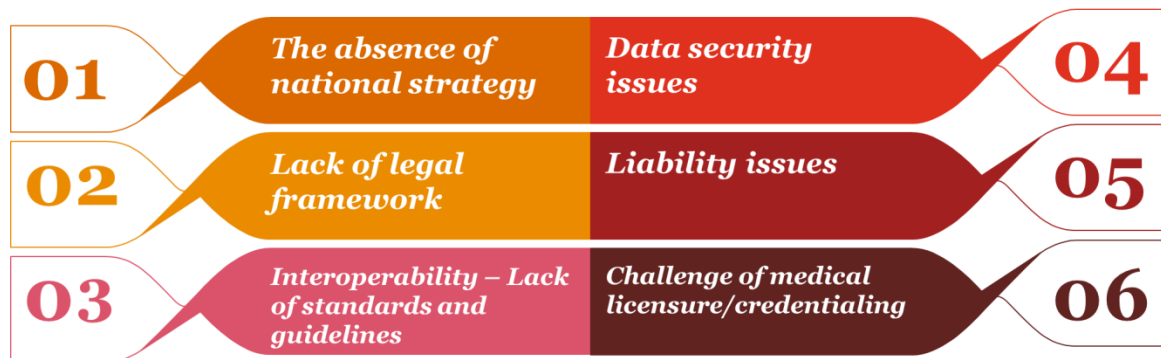 01
The absence of
national strategy
02
Lack of legal
framework
03
Interoperability – Lack
of standards and
guidelines
Data security
issues
04
Liability issues
05
Challenge of medical
licensure/credentialing
06